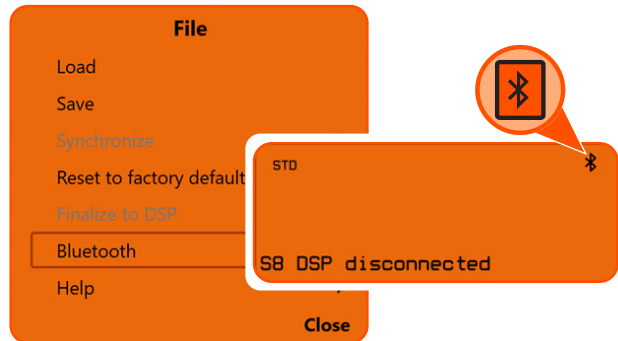 File
Load
Save
Synchronize
Reset to factory default
Finalize to DSP
Bluetooth
Help
Close
STD
S8 DSP disconnected